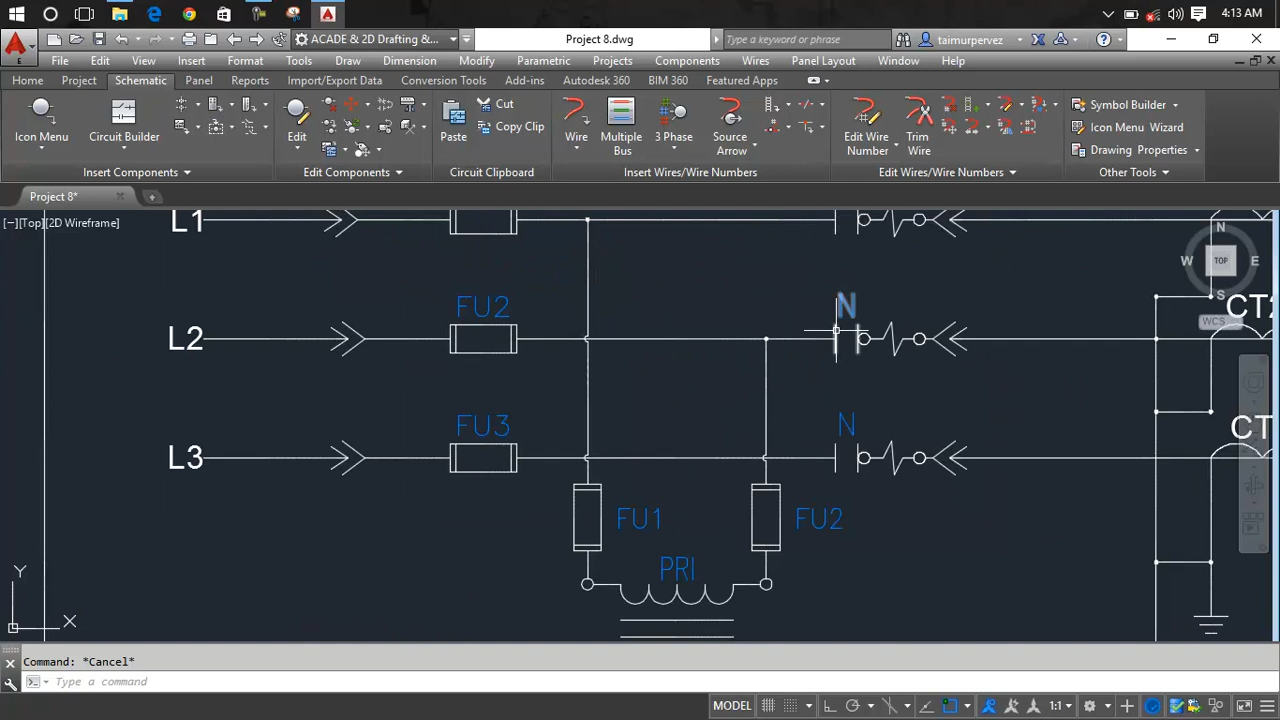 4:13 AM
ACADE & 2D Drafting &...
Project 8.dwg
Type a keyword or phrase
taimurpervez
File Edit View Insert Format Tools Draw Dimension Modify Parametric Projects Components Wires Panel Layout Window Help
Home Project Schematic Panel Reports Import/Export Data Conversion Tools Add-ins Autodesk 360 BIM 360 Featured Apps
Icon Menu
Circuit Builder
Edit
Paste
Cut
Copy Clip
Wire
Multiple Bus
3 Phase
Source Arrow
Edit Wire Number
Trim Wire
Symbol Builder
Icon Menu Wizard
Drawing Properties
Insert Components
Edit Components
Circuit Clipboard
Insert Wires/Wire Numbers
Edit Wires/Wire Numbers
Other Tools
Project 8*
[−][Top][2D Wireframe]
L1
N
W TOP E
S
WCS
FU2
N
CT2
L2
FU3
N
CT
L3
FU1
FU2
PRI
Y
X
Command: *Cancel*
Type a command
MODEL
1:1